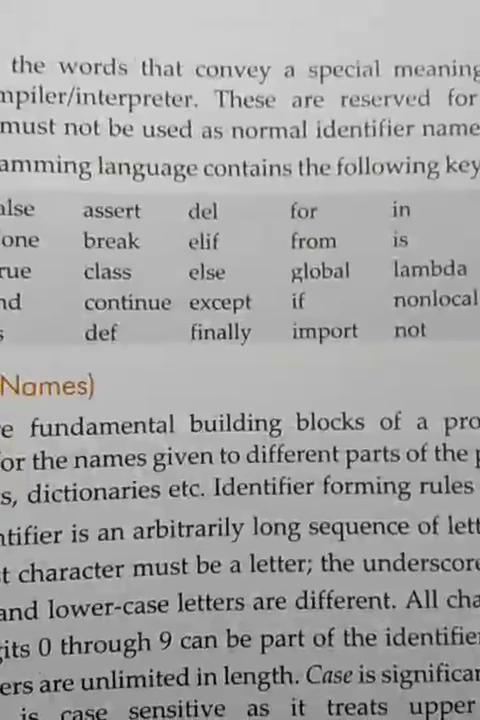 the words that convey a special meaning
mpiler/interpreter. These are reserved for
must not be used as normal identifier name
amming language contains the following key
alse assert del for in
one break elif from is
rue class else global lambda
nd continue except if nonlocal
s def finally import not
Names)
e fundamental building blocks of a pro
or the names given to different parts of the p
s, dictionaries etc. Identifier forming rules
ntifier is an arbitrarily long sequence of lett
t character must be a letter; the underscore
and lower-case letters are different. All cha
gits 0 through 9 can be part of the identifier
ers are unlimited in length. Case is significan
is case sensitive as it treats upper